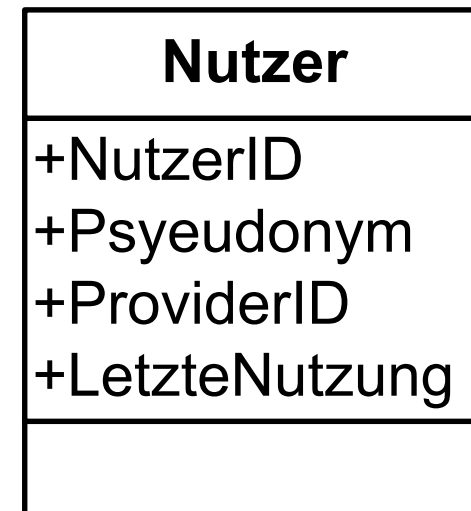 Nutzer
+NutzerID
+Psyeudonym
+ProviderID
+LetzteNutzung